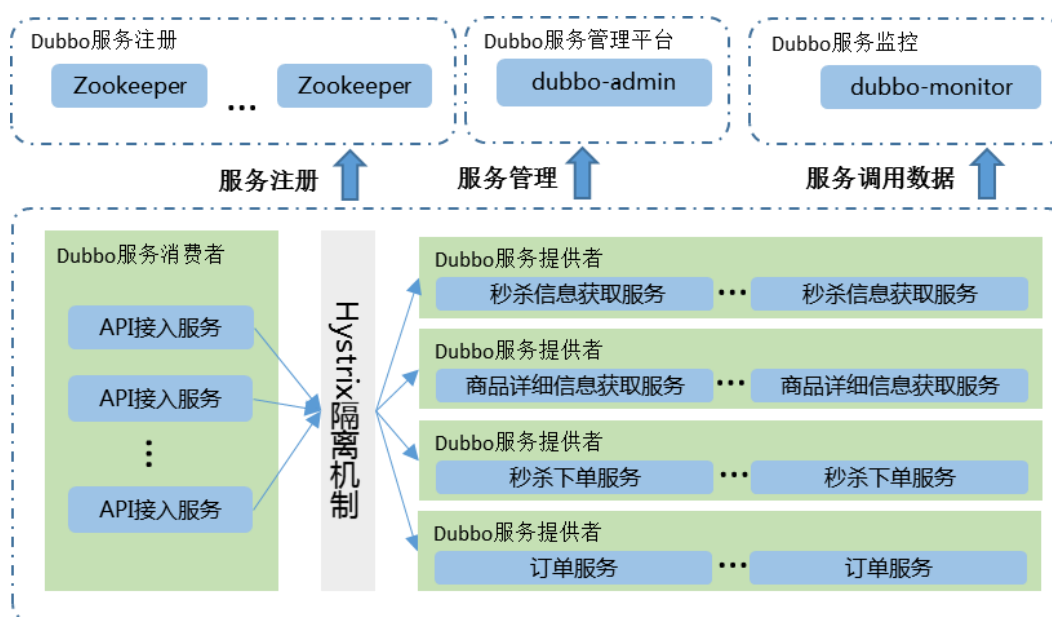 Dubbo服务注册
Zookeeper
...
Zookeeper
Dubbo服务管理平台
dubbo-admin
Dubbo服务监控
dubbo-monitor
服务注册
服务管理
服务调用数据
Dubbo服务消费者
API接入服务
API接入服务
...
API接入服务
Hystrix隔离机制
Dubbo服务提供者
秒杀信息获取服务 ... 秒杀信息获取服务
Dubbo服务提供者
商品详细信息获取服务 ... 商品详细信息获取服务
Dubbo服务提供者
秒杀下单服务 ... 秒杀下单服务
Dubbo服务提供者
订单服务 ... 订单服务